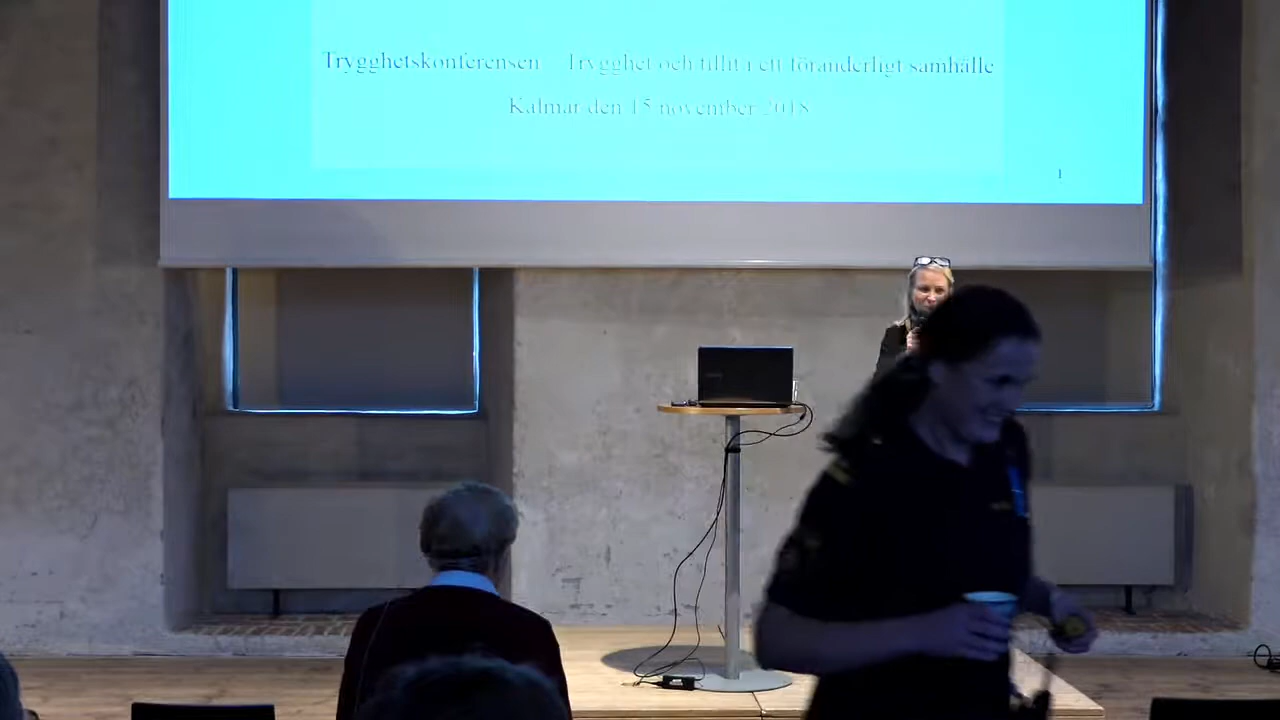 Trygghetskonferensen – Trygghet och tillit i ett föränderligt samhälle
Kalmar den 15 november 2018
1